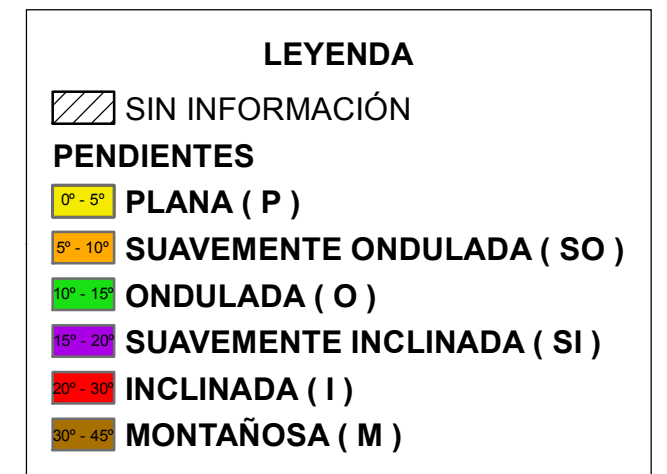 LEYENDA
SIN INFORMACIÓN
PENDIENTES
0º - 5º PLANA ( P )
5º - 10º SUAVEMENTE ONDULADA ( SO )
10º - 15º ONDULADA ( O )
15º - 20º SUAVEMENTE INCLINADA ( SI )
20º - 30º INCLINADA ( I )
30º - 45º MONTAÑOSA ( M )